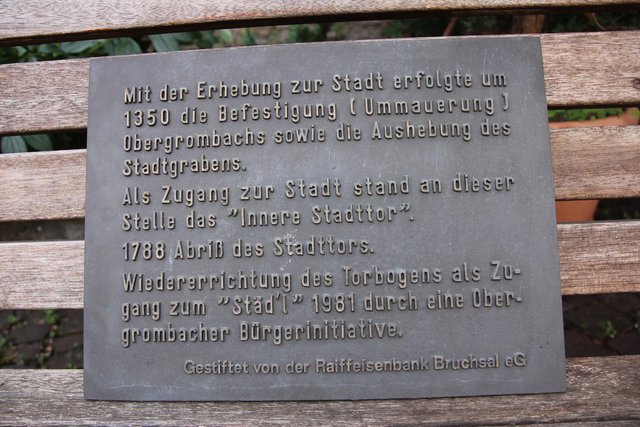 Mit der Erhebung zur Stadt erfolgte um
1350 die Befestigung (Ummauerung)
Obergrombachs sowie die Aushebung des
Stadtgrabens.
Als Zugang zur Stadt stand an dieser
Stelle das "Innere Stadttor".
1788 Abriß des Stadttors.
Wiedererrichtung des Torbogens als Zu-
gang zum "Städ'l" 1981 durch eine Ober-
grombacher Bürgerinitiative.
Gestiftet von der Raiffeisenbank Bruchsal eG